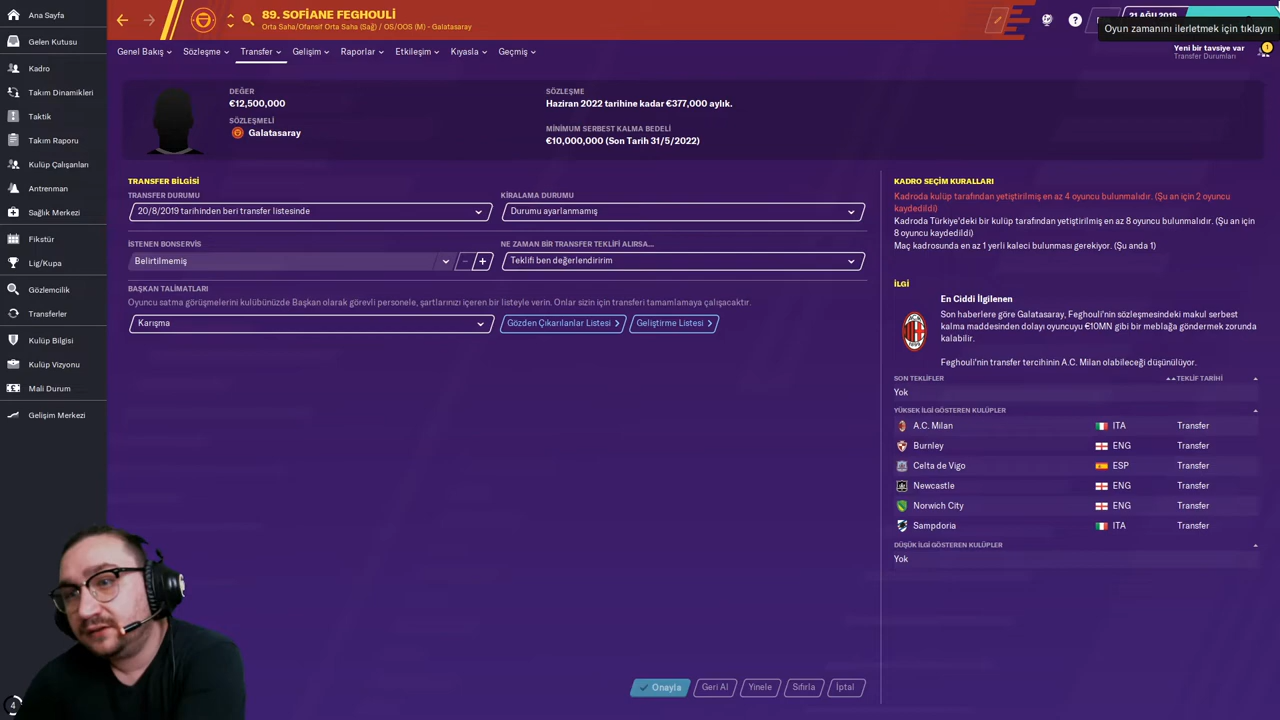 89. SOFİANE FEGHOULİ
Orta Saha/Ofansif Orta Saha (Sağ) / OS/OOS (M) - Galatasaray
21 AĞU 2019
Oyun zamanını ilerletmek için tıklayın
Ana Sayfa
Gelen Kutusu
Kadro
Takım Dinamikleri
Taktik
Takım Raporu
Kulüp Çalışanları
Antrenman
Sağlık Merkezi
Fikstür
Lig/Kupa
Gözlemcilik
Transferler
Kulüp Bilgisi
Kulüp Vizyonu
Mali Durum
Gelişim Merkezi
Genel Bakış
Sözleşme
Transfer
Gelişim
Raporlar
Etkileşim
Kıyasla
Geçmiş
Yeni bir tavsiye var
Transfer Durumları
1
DEĞER
€12,500,000
SÖZLEŞMELİ
Galatasaray
SÖZLEŞME
Haziran 2022 tarihine kadar €377,000 aylık.
MİNİMUM SERBEST KALMA BEDELİ
€10,000,000 (Son Tarih 31/5/2022)
TRANSFER BİLGİSİ
TRANSFER DURUMU
20/8/2019 tarihinden beri transfer listesinde
KİRALAMA DURUMU
Durumu ayarlanmamış
İSTENEN BONSERVİS
Belirtilmemiş
NE ZAMAN BİR TRANSFER TEKLİFİ ALIRSA...
Teklifi ben değerlendiririm
BAŞKAN TALİMATLARI
Oyuncu satma görüşmelerini kulübünüzde Başkan olarak görevli personele, şartlarınızı içeren bir listeyle verin. Onlar sizin için transferi tamamlamaya çalışacaktır.
Karışma
Gözden Çıkarılanlar Listesi
Geliştirme Listesi
KADRO SEÇİM KURALLARI
Kadroda kulüp tarafından yetiştirilmiş en az 4 oyuncu bulunmalıdır. (Şu an için 2 oyuncu
kaydedildi)
Kadroda Türkiye'deki bir kulüp tarafından yetiştirilmiş en az 8 oyuncu bulunmalıdır. (Şu an için
8 oyuncu kaydedildi)
Maç kadrosunda en az 1 yerli kaleci bulunması gerekiyor. (Şu anda 1)
İLGİ
En Ciddi İlgilenen
Son haberlere göre Galatasaray, Feghouli'nin sözleşmesindeki makul serbest
kalma maddesinden dolayı oyuncuyu €10MN gibi bir meblağa göndermek zorunda
kalabilir.
Feghouli'nin transfer tercihinin A.C. Milan olabileceği düşünülüyor.
SON TEKLİFLER
TEKLİF TARİHİ
Yok
YÜKSEK İLGİ GÖSTEREN KULÜPLER
A.C. Milan ITA Transfer
Burnley ENG Transfer
Celta de Vigo ESP Transfer
Newcastle ENG Transfer
Norwich City ENG Transfer
Sampdoria ITA Transfer
DÜŞÜK İLGİ GÖSTEREN KULÜPLER
Yok
Onayla
Geri Al
Yinele
Sıfırla
İptal
4